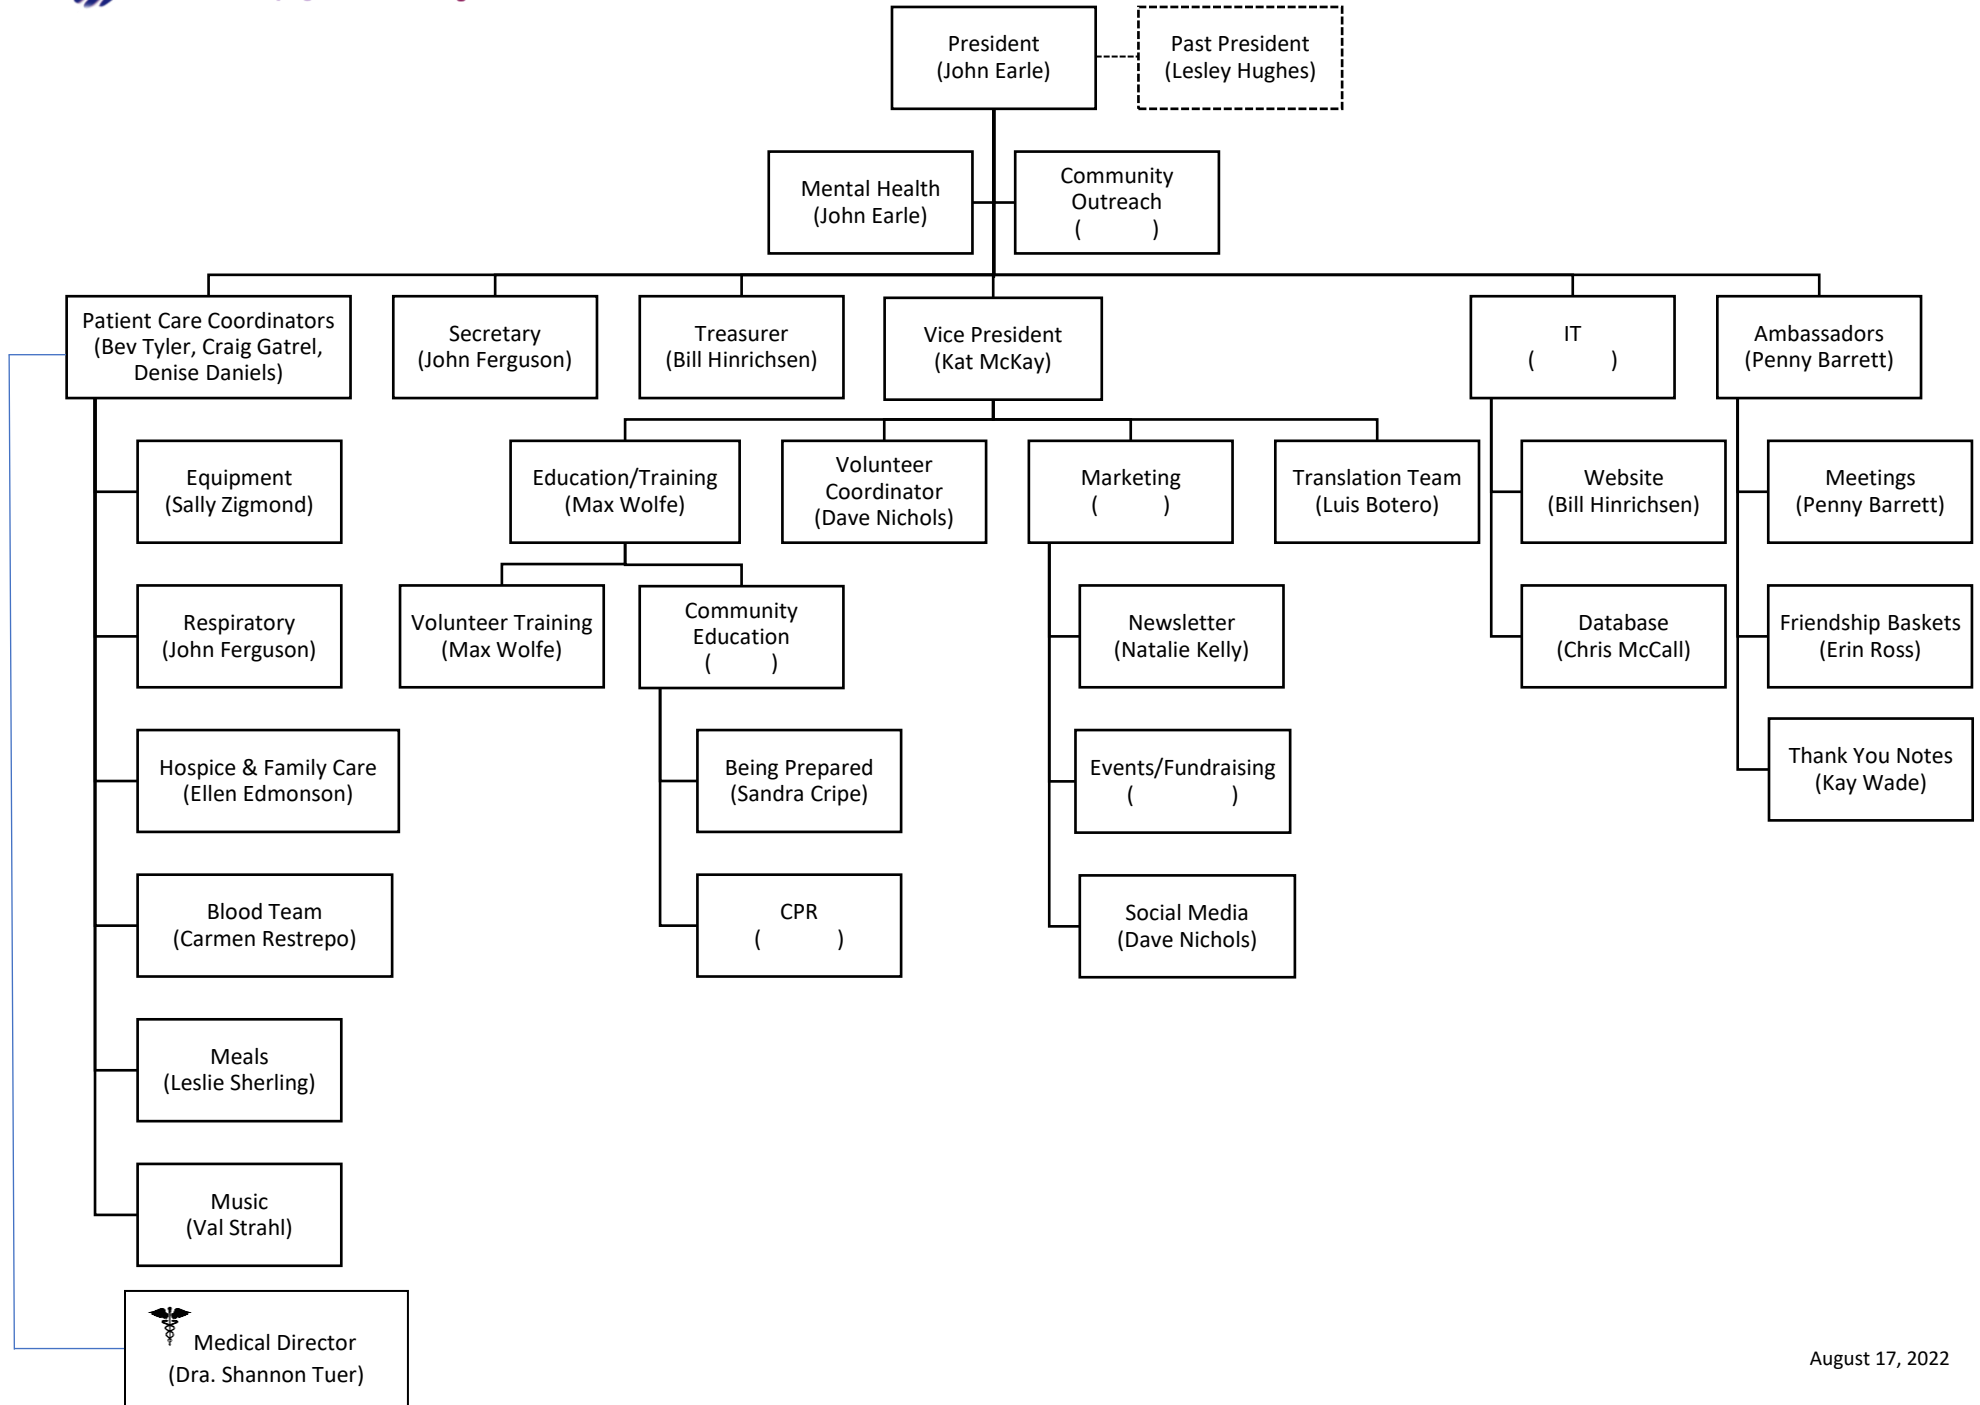 President
(John Earle)
Past President
(Lesley Hughes)
Mental Health
(John Earle)
Community
Outreach
( )
Patient Care Coordinators
(Bev Tyler, Craig Gatrel,
Denise Daniels)
Secretary
(John Ferguson)
Treasurer
(Bill Hinrichsen)
Vice President
(Kat McKay)
IT
( )
Ambassadors
(Penny Barrett)
Equipment
(Sally Zigmond)
Education/Training
(Max Wolfe)
Volunteer
Coordinator
(Dave Nichols)
Marketing
( )
Translation Team
(Luis Botero)
Website
(Bill Hinrichsen)
Meetings
(Penny Barrett)
Respiratory
(John Ferguson)
Volunteer Training
(Max Wolfe)
Community
Education
( )
Newsletter
(Natalie Kelly)
Database
(Chris McCall)
Friendship Baskets
(Erin Ross)
Hospice & Family Care
(Ellen Edmonson)
Being Prepared
(Sandra Cripe)
Events/Fundraising
( )
Thank You Notes
(Kay Wade)
Blood Team
(Carmen Restrepo)
CPR
( )
Social Media
(Dave Nichols)
Meals
(Leslie Sherling)
Music
(Val Strahl)
Medical Director
(Dra. Shannon Tuer)
August 17, 2022